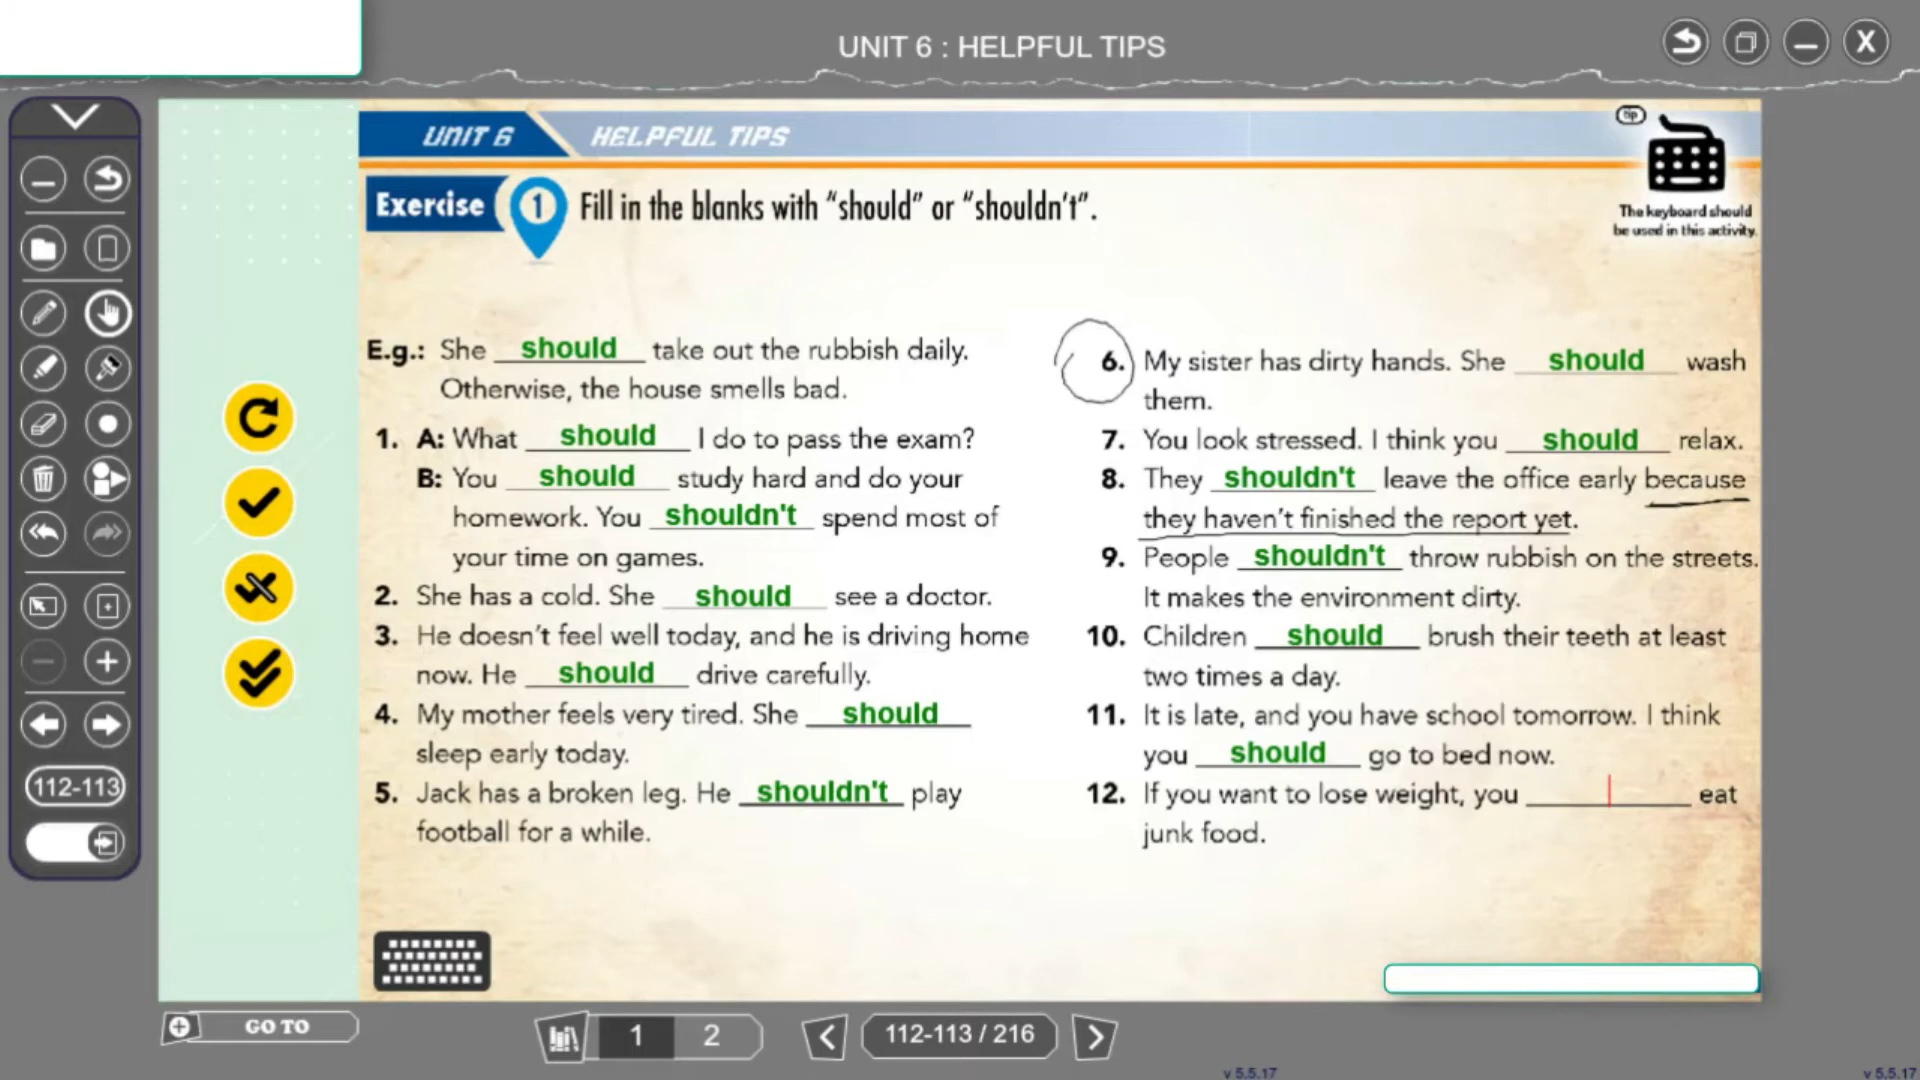 UNIT 6 : HELPFUL TIPS
UNIT 6 HELPFUL TIPS
tip
The keyboard should
be used in this activity.
Exercise 1 Fill in the blanks with “should” or “shouldn’t”.
E.g.: She should take out the rubbish daily.
Otherwise, the house smells bad.
1. A: What should I do to pass the exam?
B: You should study hard and do your
homework. You shouldn't spend most of
your time on games.
2. She has a cold. She should see a doctor.
3. He doesn’t feel well today, and he is driving home
now. He should drive carefully.
4. My mother feels very tired. She should
sleep early today.
5. Jack has a broken leg. He shouldn't play
football for a while.
6. My sister has dirty hands. She should wash
them.
7. You look stressed. I think you should relax.
8. They shouldn't leave the office early because
they haven’t finished the report yet.
9. People shouldn't throw rubbish on the streets.
It makes the environment dirty.
10. Children should brush their teeth at least
two times a day.
11. It is late, and you have school tomorrow. I think
you should go to bed now.
12. If you want to lose weight, you ________ eat
junk food.
112-113
GO TO
1 2
112-113 / 216
v 5.5.17
v 5.5.17